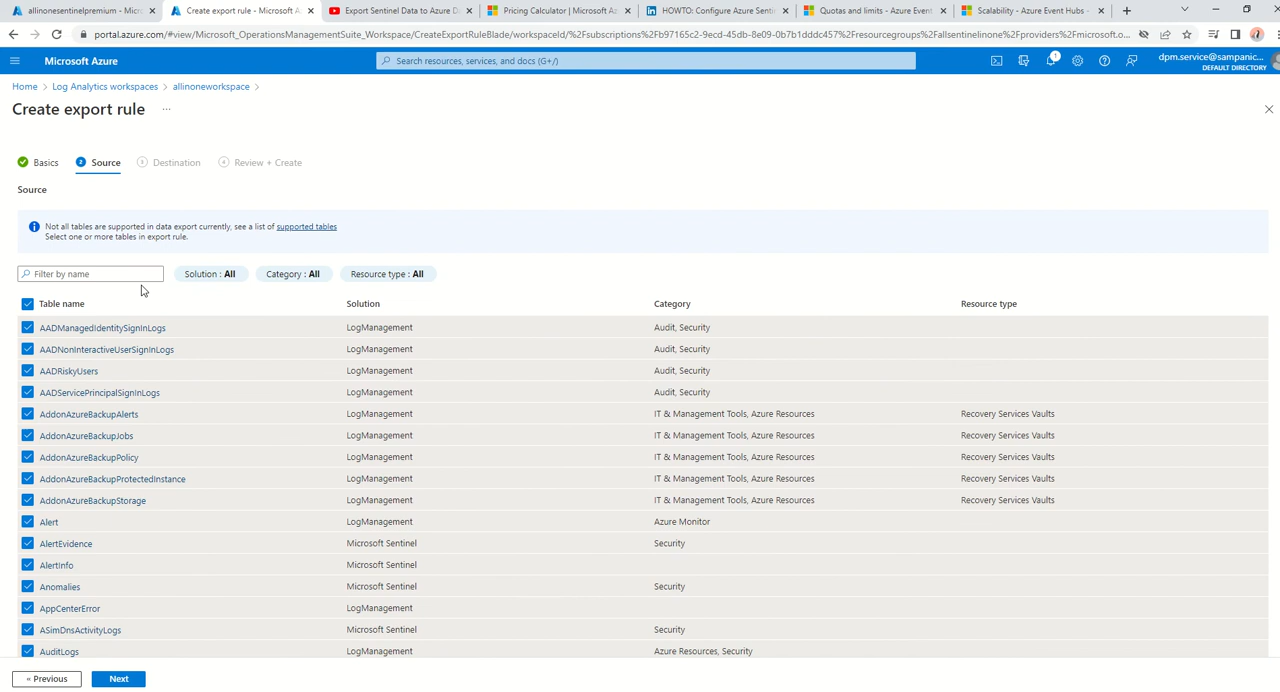 allinonesentinelpremium - Micro
Create export rule - Microsoft A
Export Sentinel Data to Azure D
Pricing Calculator | Microsoft Az
HOWTO: Configure Azure Senti
Quotas and limits - Azure Event
Scalability - Azure Event Hubs -
portal.azure.com/#view/Microsoft_OperationsManagementSuite_Workspace/CreateExportRuleBlade/workspaceId/%2Fsubscriptions%2Fb97165c2-9ecd-45db-8e09-0b7b1dddc457%2Fresourcegroups%2Fallsentinelinone%2Fproviders%2Fmicrosoft.o...
Microsoft Azure
Search resources, services, and docs (G+/)
1
dpm.service@sampanic...
DEFAULT DIRECTORY
Home > Log Analytics workspaces > allinoneworkspace >
Create export rule ...
Basics
2 Source
3 Destination
4 Review + Create
Source
Not all tables are supported in data export currently, see a list of supported tables
Select one or more tables in export rule.
Filter by name
Solution : All
Category : All
Resource type : All
Table name Solution Category Resource type
AADManagedIdentitySignInLogs LogManagement Audit, Security
AADNonInteractiveUserSignInLogs LogManagement Audit, Security
AADRiskyUsers LogManagement Audit, Security
AADServicePrincipalSignInLogs LogManagement Audit, Security
AddonAzureBackupAlerts LogManagement IT & Management Tools, Azure Resources Recovery Services Vaults
AddonAzureBackupJobs LogManagement IT & Management Tools, Azure Resources Recovery Services Vaults
AddonAzureBackupPolicy LogManagement IT & Management Tools, Azure Resources Recovery Services Vaults
AddonAzureBackupProtectedInstance LogManagement IT & Management Tools, Azure Resources Recovery Services Vaults
AddonAzureBackupStorage LogManagement IT & Management Tools, Azure Resources Recovery Services Vaults
Alert LogManagement Azure Monitor
AlertEvidence Microsoft Sentinel Security
AlertInfo Microsoft Sentinel
Anomalies Microsoft Sentinel Security
AppCenterError LogManagement
ASimDnsActivityLogs Microsoft Sentinel Security
AuditLogs LogManagement Azure Resources, Security
« Previous
Next